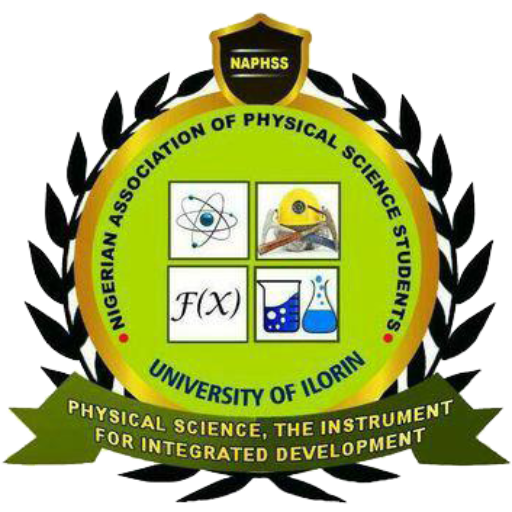 NAPHSS
NIGERIAN ASSOCIATION OF PHYSICAL SCIENCE STUDENTS
F(X)
UNIVERSITY OF ILORIN
PHYSICAL SCIENCE, THE INSTRUMENT
FOR INTEGRATED DEVELOPMENT